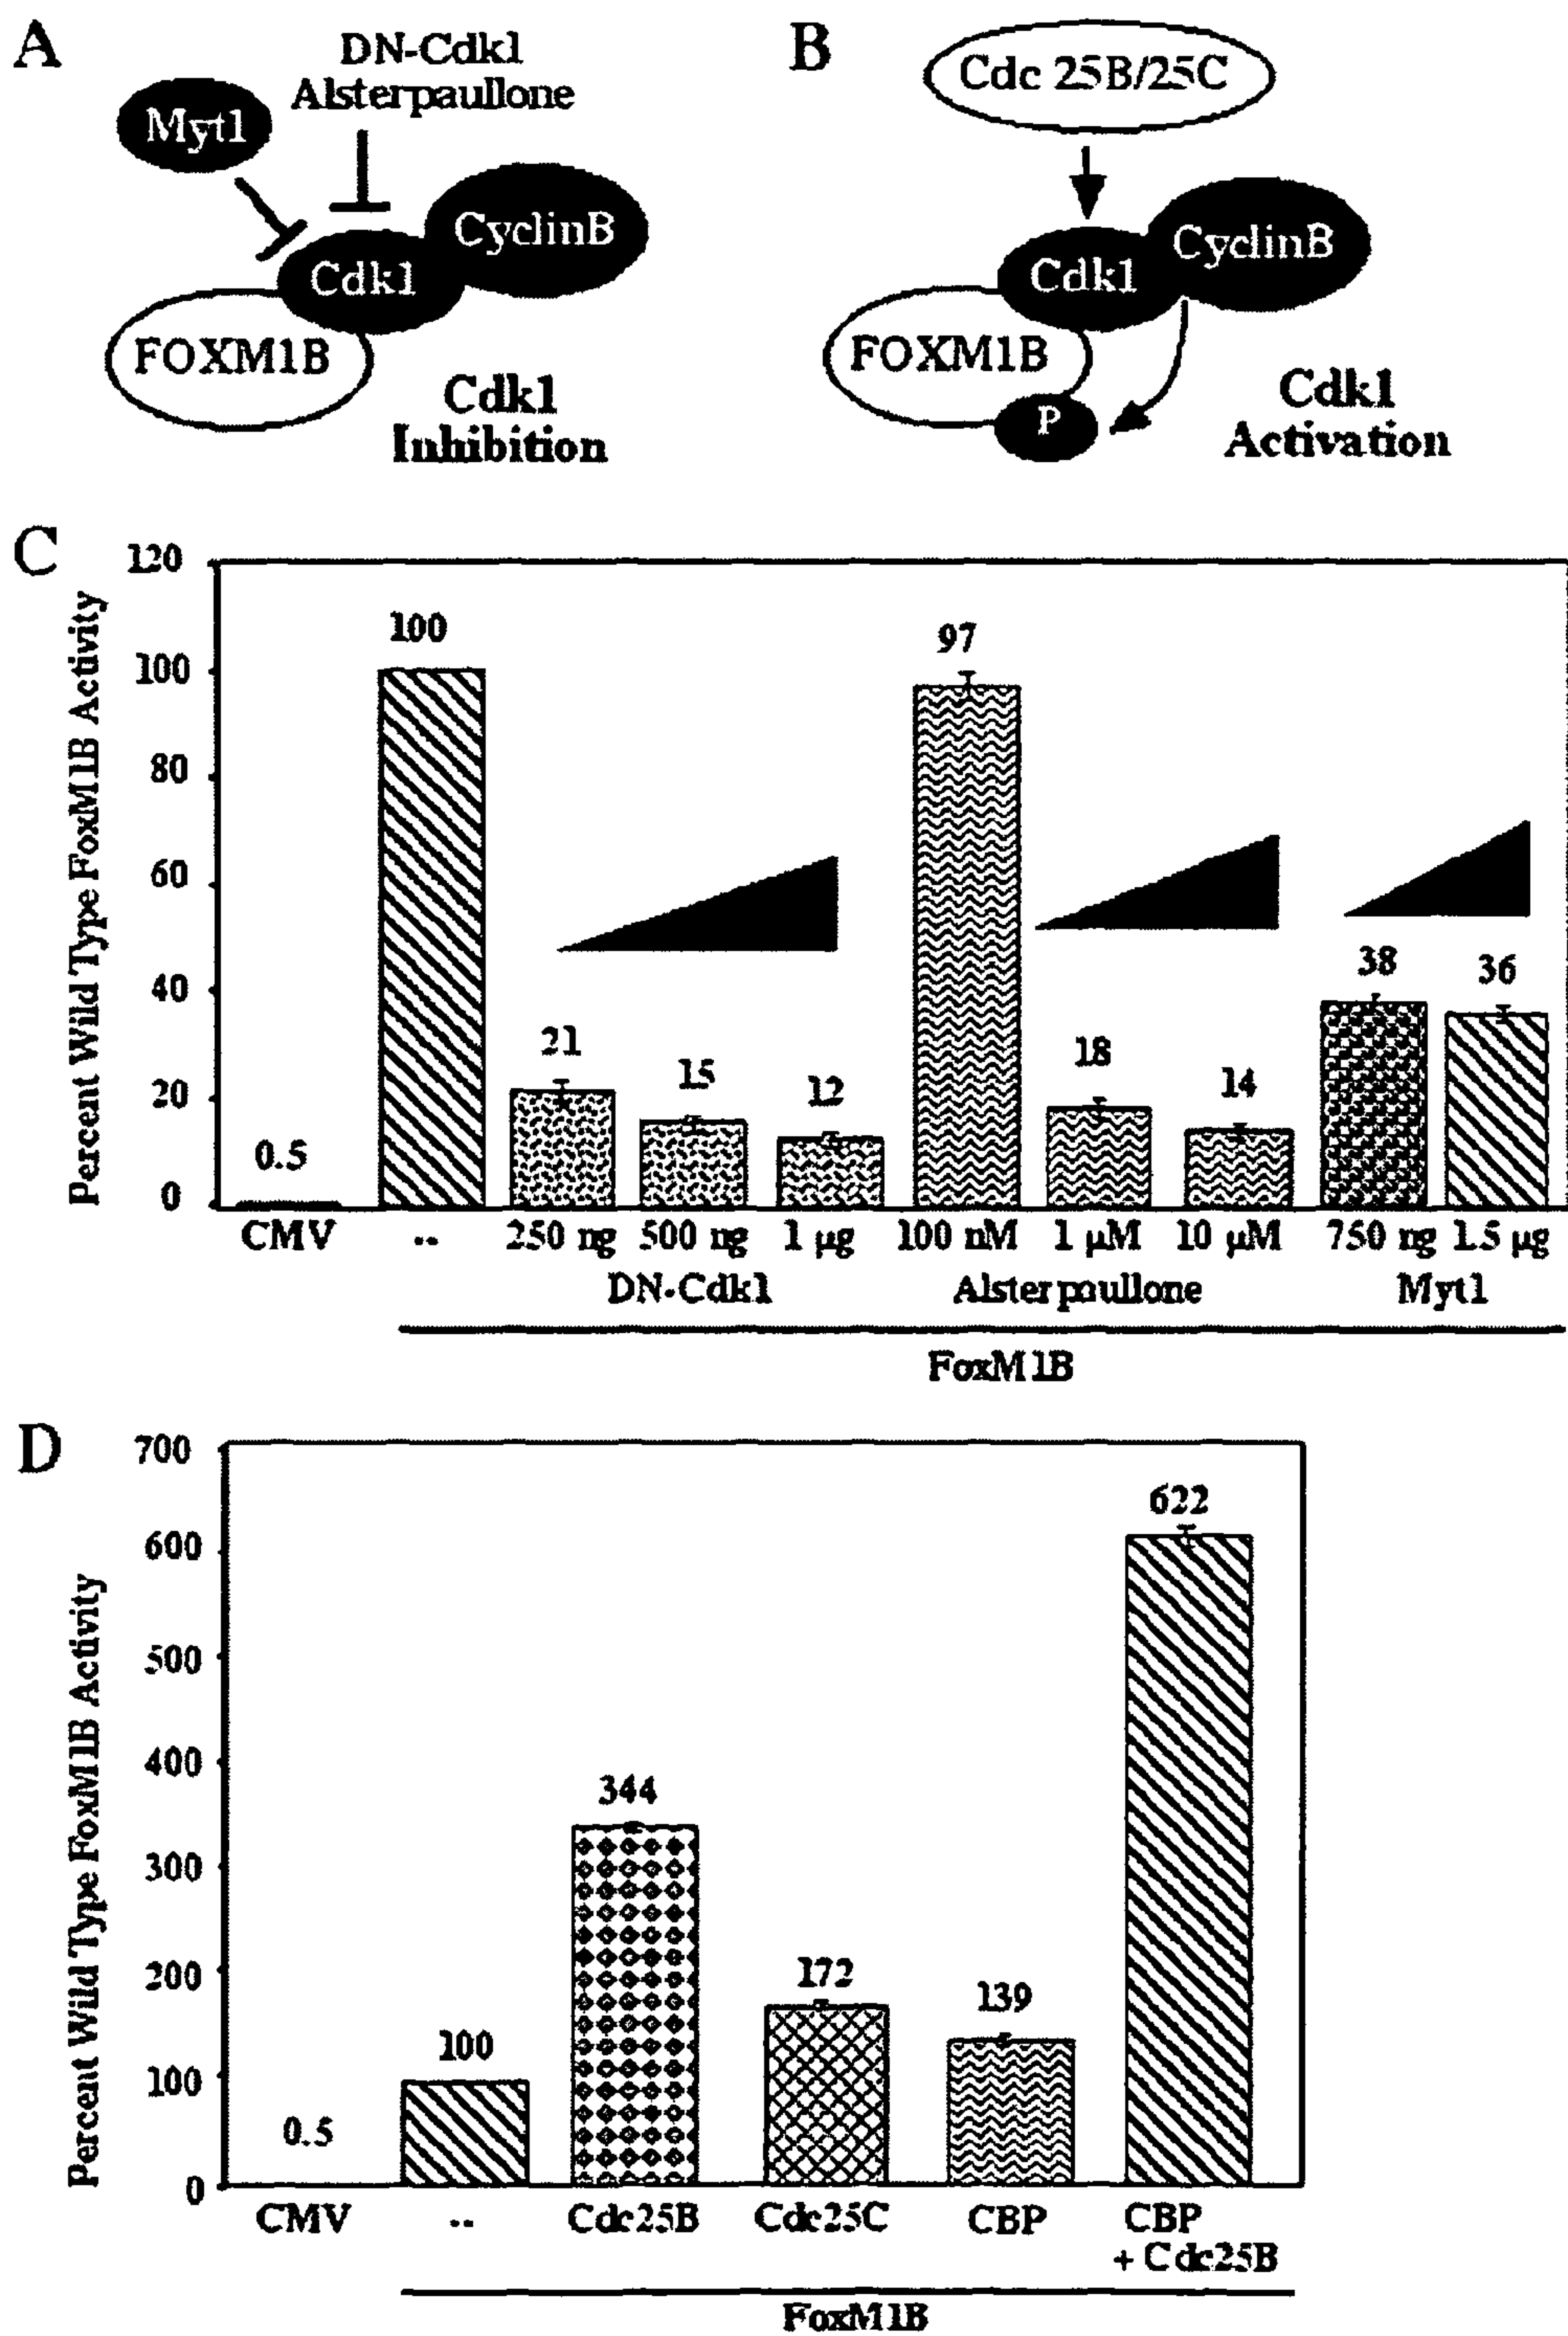 A
DN-Cdk1
Alsterpaullone
Myt1
CyclinB
Cdk1
FOXM1B
Cdk1
Inhibition
B
Cdc 25B/25C
CyclinB
Cdk1
FOXM1B
P
Cdk1
Activation
C
Percent Wild Type FoxM1B Activity
120
100
80
60
40
20
0
0.5
100
21
15
12
97
18
14
38
36
CMV -- 250 ng 500 ng 1 µg 100 nM 1 µM 10 µM 750 ng 1.5 µg
DN-Cdk1 Alsterpaullone Myt1
FoxM1B
D
Percent Wild Type FoxM1B Activity
700
600
500
400
300
200
100
0
0.5
100
344
172
139
622
CMV -- Cdc25B Cdc25C CBP CBP
+ Cdc25B
FoxM1B